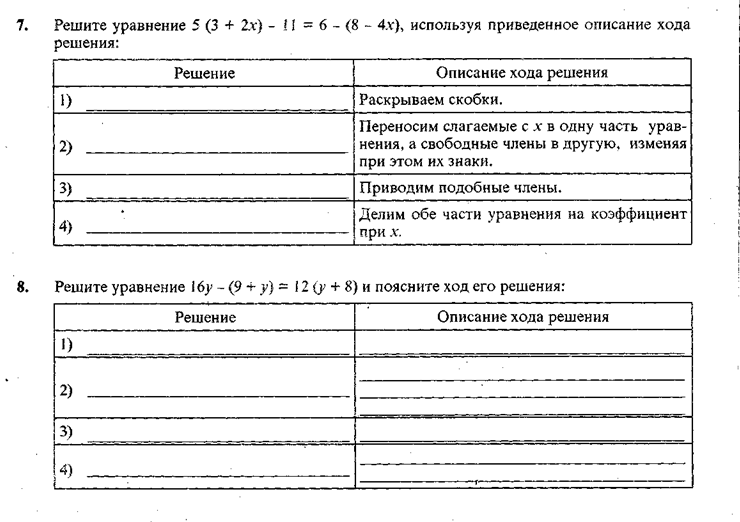 7. Решите уравнение 5 (3 + 2x) - 11 = 6 – (8 – 4x), используя приведенное описание хода
решения:
Решение
Описание хода решения
1)
Раскрываем скобки.
2)
Переносим слагаемые с x в одну часть урав-
нения, а свободные члены в другую, изменяя
при этом их знаки.
3)
Приводим подобные члены.
4)
Делим обе части уравнения на коэффициент
при x.
8. Решите уравнение 16y – (9 + y) = 12 (y + 8) и поясните ход его решения:
Решение
Описание хода решения
1)
2)
3)
4)